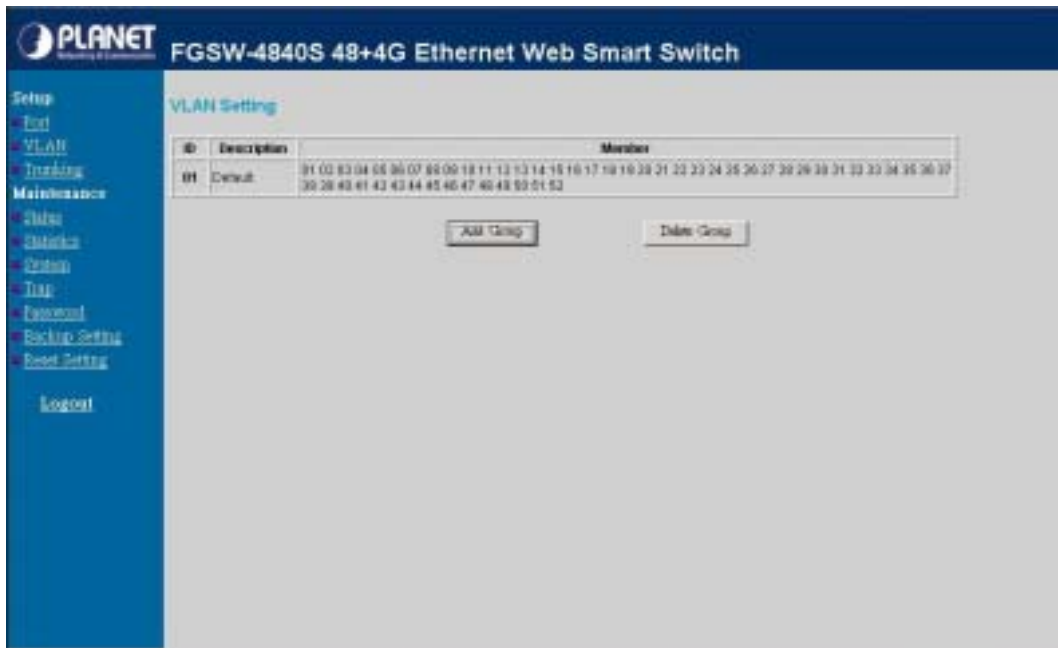 PLANET
Networking & Communication
FGSW-4840S 48+4G Ethernet Web Smart Switch
Setup
Port
VLAN
Trunking
Maintenance
Status
Statistics
System
Trap
Password
Backup Setting
Reset Setting
Logout
VLAN Setting
ID Description Member
01 Default 01 02 03 04 05 06 07 08 09 10 11 12 13 14 15 16 17 18 19 20 21 22 23 24 25 26 27 28 29 30 31 32 33 34 35 36 37
38 39 40 41 42 43 44 45 46 47 48 49 50 51 52
Add Group Delete Group